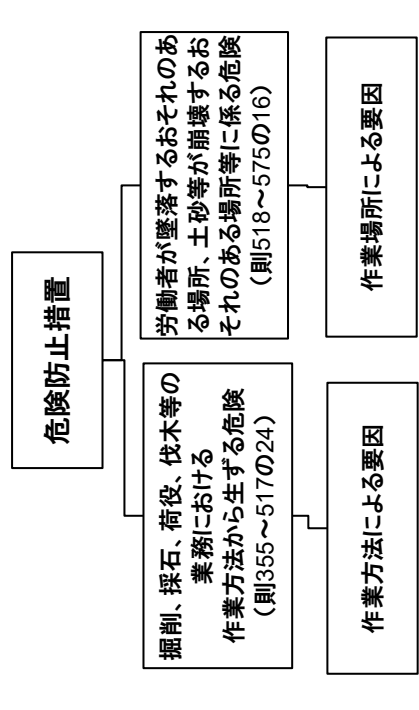 危険防止措置
掘削、採石、荷役、伐木等の
業務における
作業方法から生ずる危険
（則355～517の24）
労働者が墜落するおそれのあ
る場所、土砂等が崩壊するお
それのある場所等に係る危険
（則518～575の16）
作業方法による要因
作業場所による要因